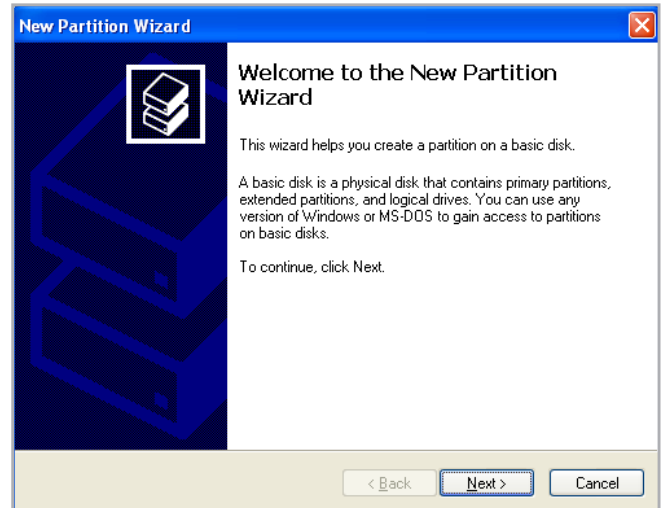 New Partition Wizard
Welcome to the New Partition
Wizard
This wizard helps you create a partition on a basic disk.
A basic disk is a physical disk that contains primary partitions,
extended partitions, and logical drives. You can use any
version of Windows or MS-DOS to gain access to partitions
on basic disks.
To continue, click Next.
< Back
Next >
Cancel